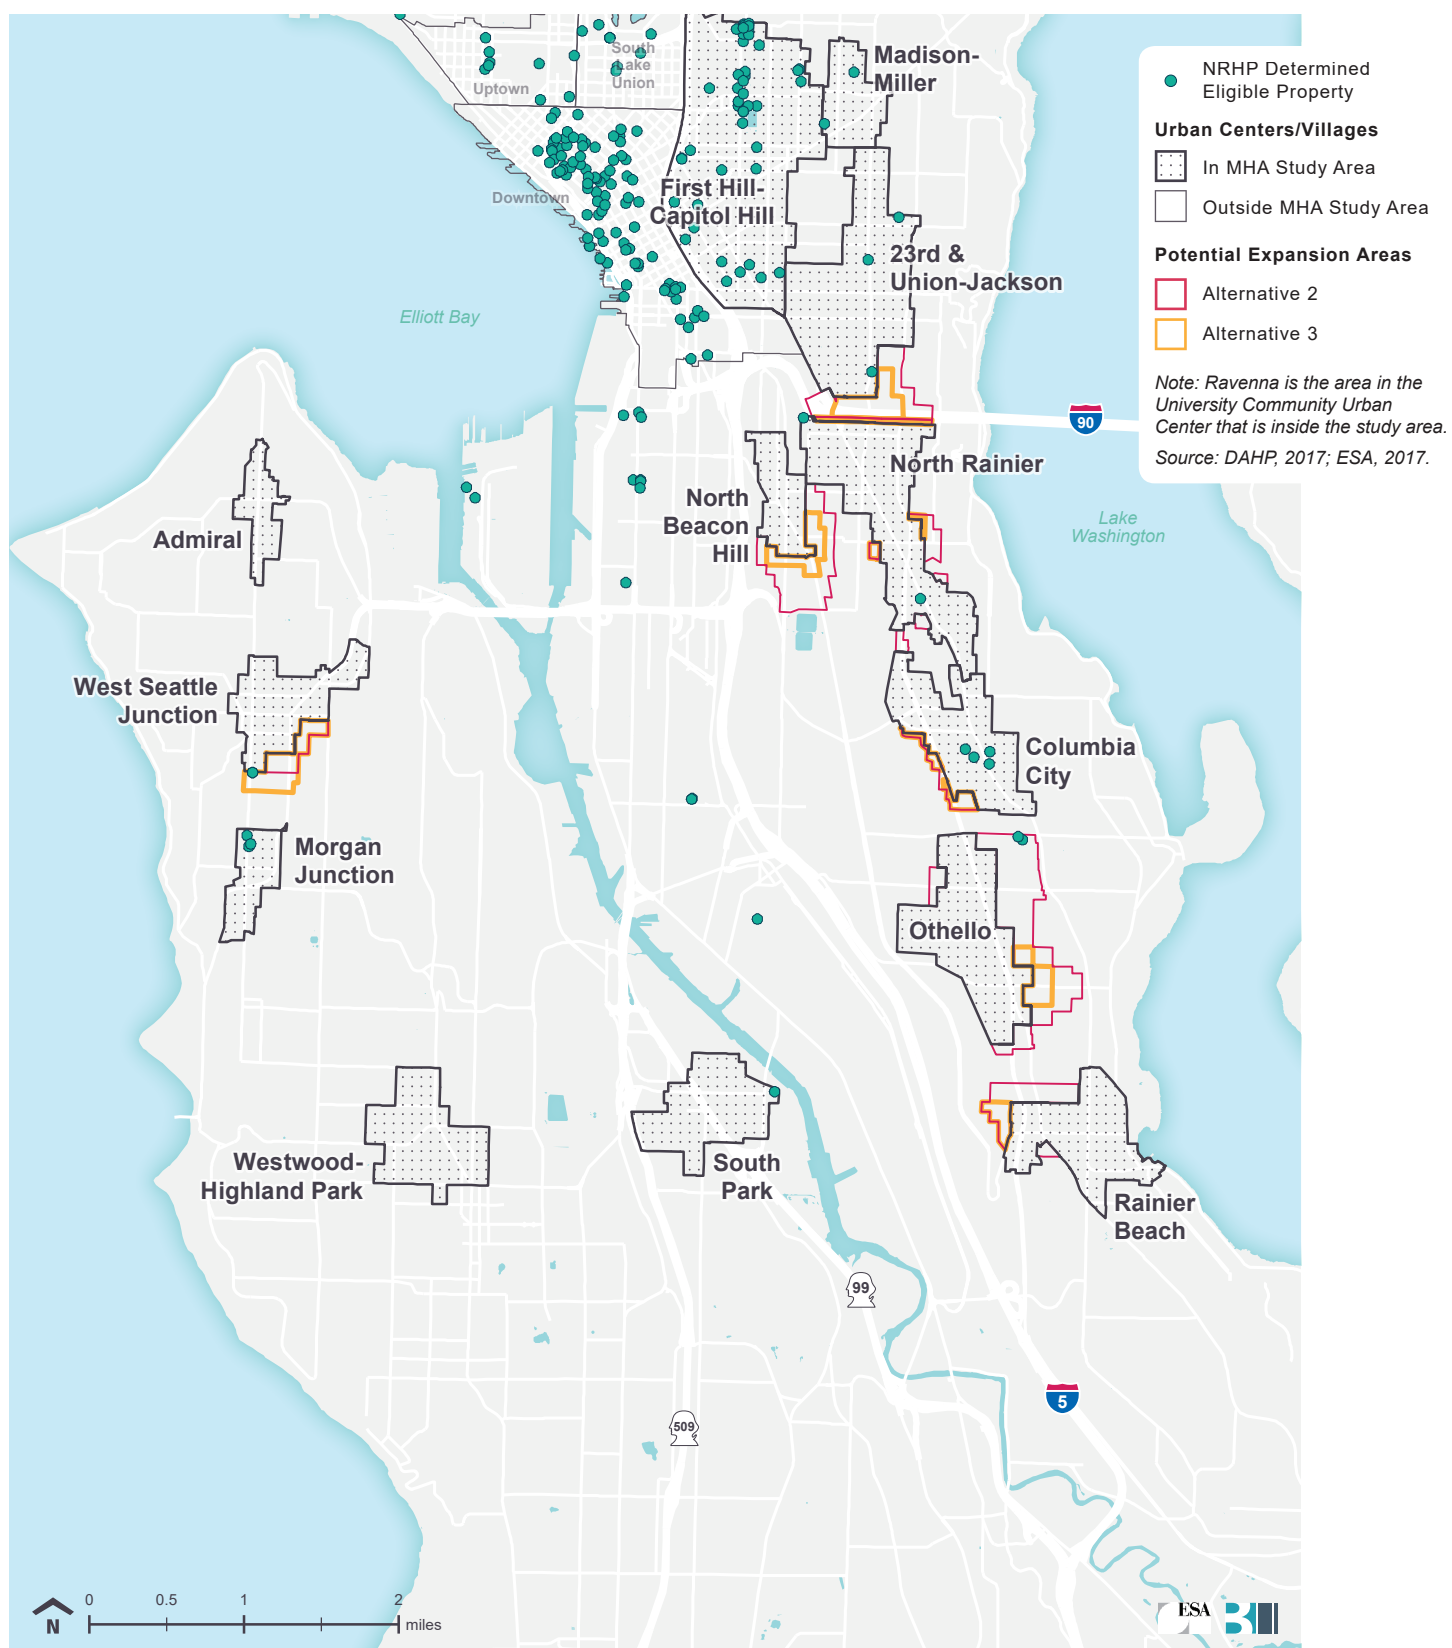 South
Lake
Union
Uptown
Madison-
Miller
Downtown
First Hill-
Capitol Hill
23rd &
Union-Jackson
Elliott Bay
NRHP Determined
Eligible Property
Urban Centers/Villages
In MHA Study Area
Outside MHA Study Area
Potential Expansion Areas
Alternative 2
Alternative 3
Note: Ravenna is the area in the
University Community Urban
Center that is inside the study area.
Source: DAHP, 2017; ESA, 2017.
90
North Rainier
North
Beacon
Hill
Lake
Washington
Admiral
West Seattle
Junction
Columbia
City
Morgan
Junction
Othello
Westwood-
Highland Park
South
Park
Rainier
Beach
99
5
509
0 0.5 1 2
miles
N
ESA
B